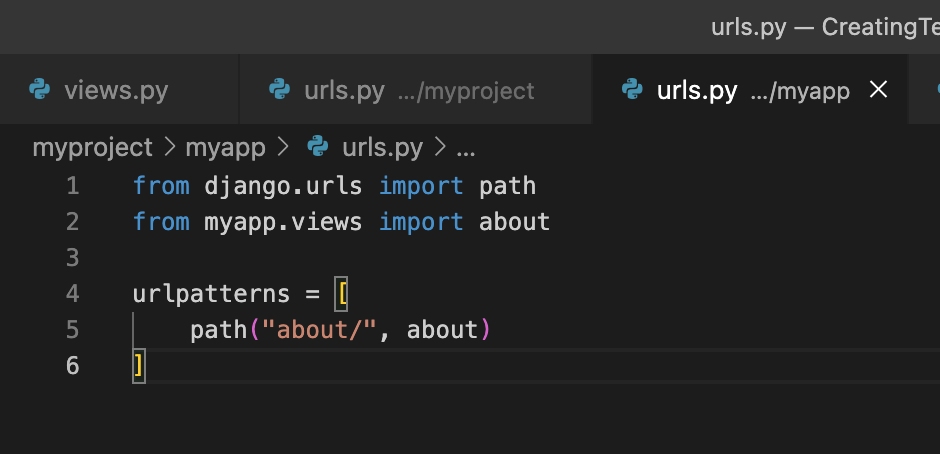 urls.py — CreatingTe
views.py urls.py .../myproject urls.py .../myapp
myproject > myapp > urls.py > ...
1 from django.urls import path
2 from myapp.views import about
3
4 urlpatterns = [
5     path("about/", about)
6 ]